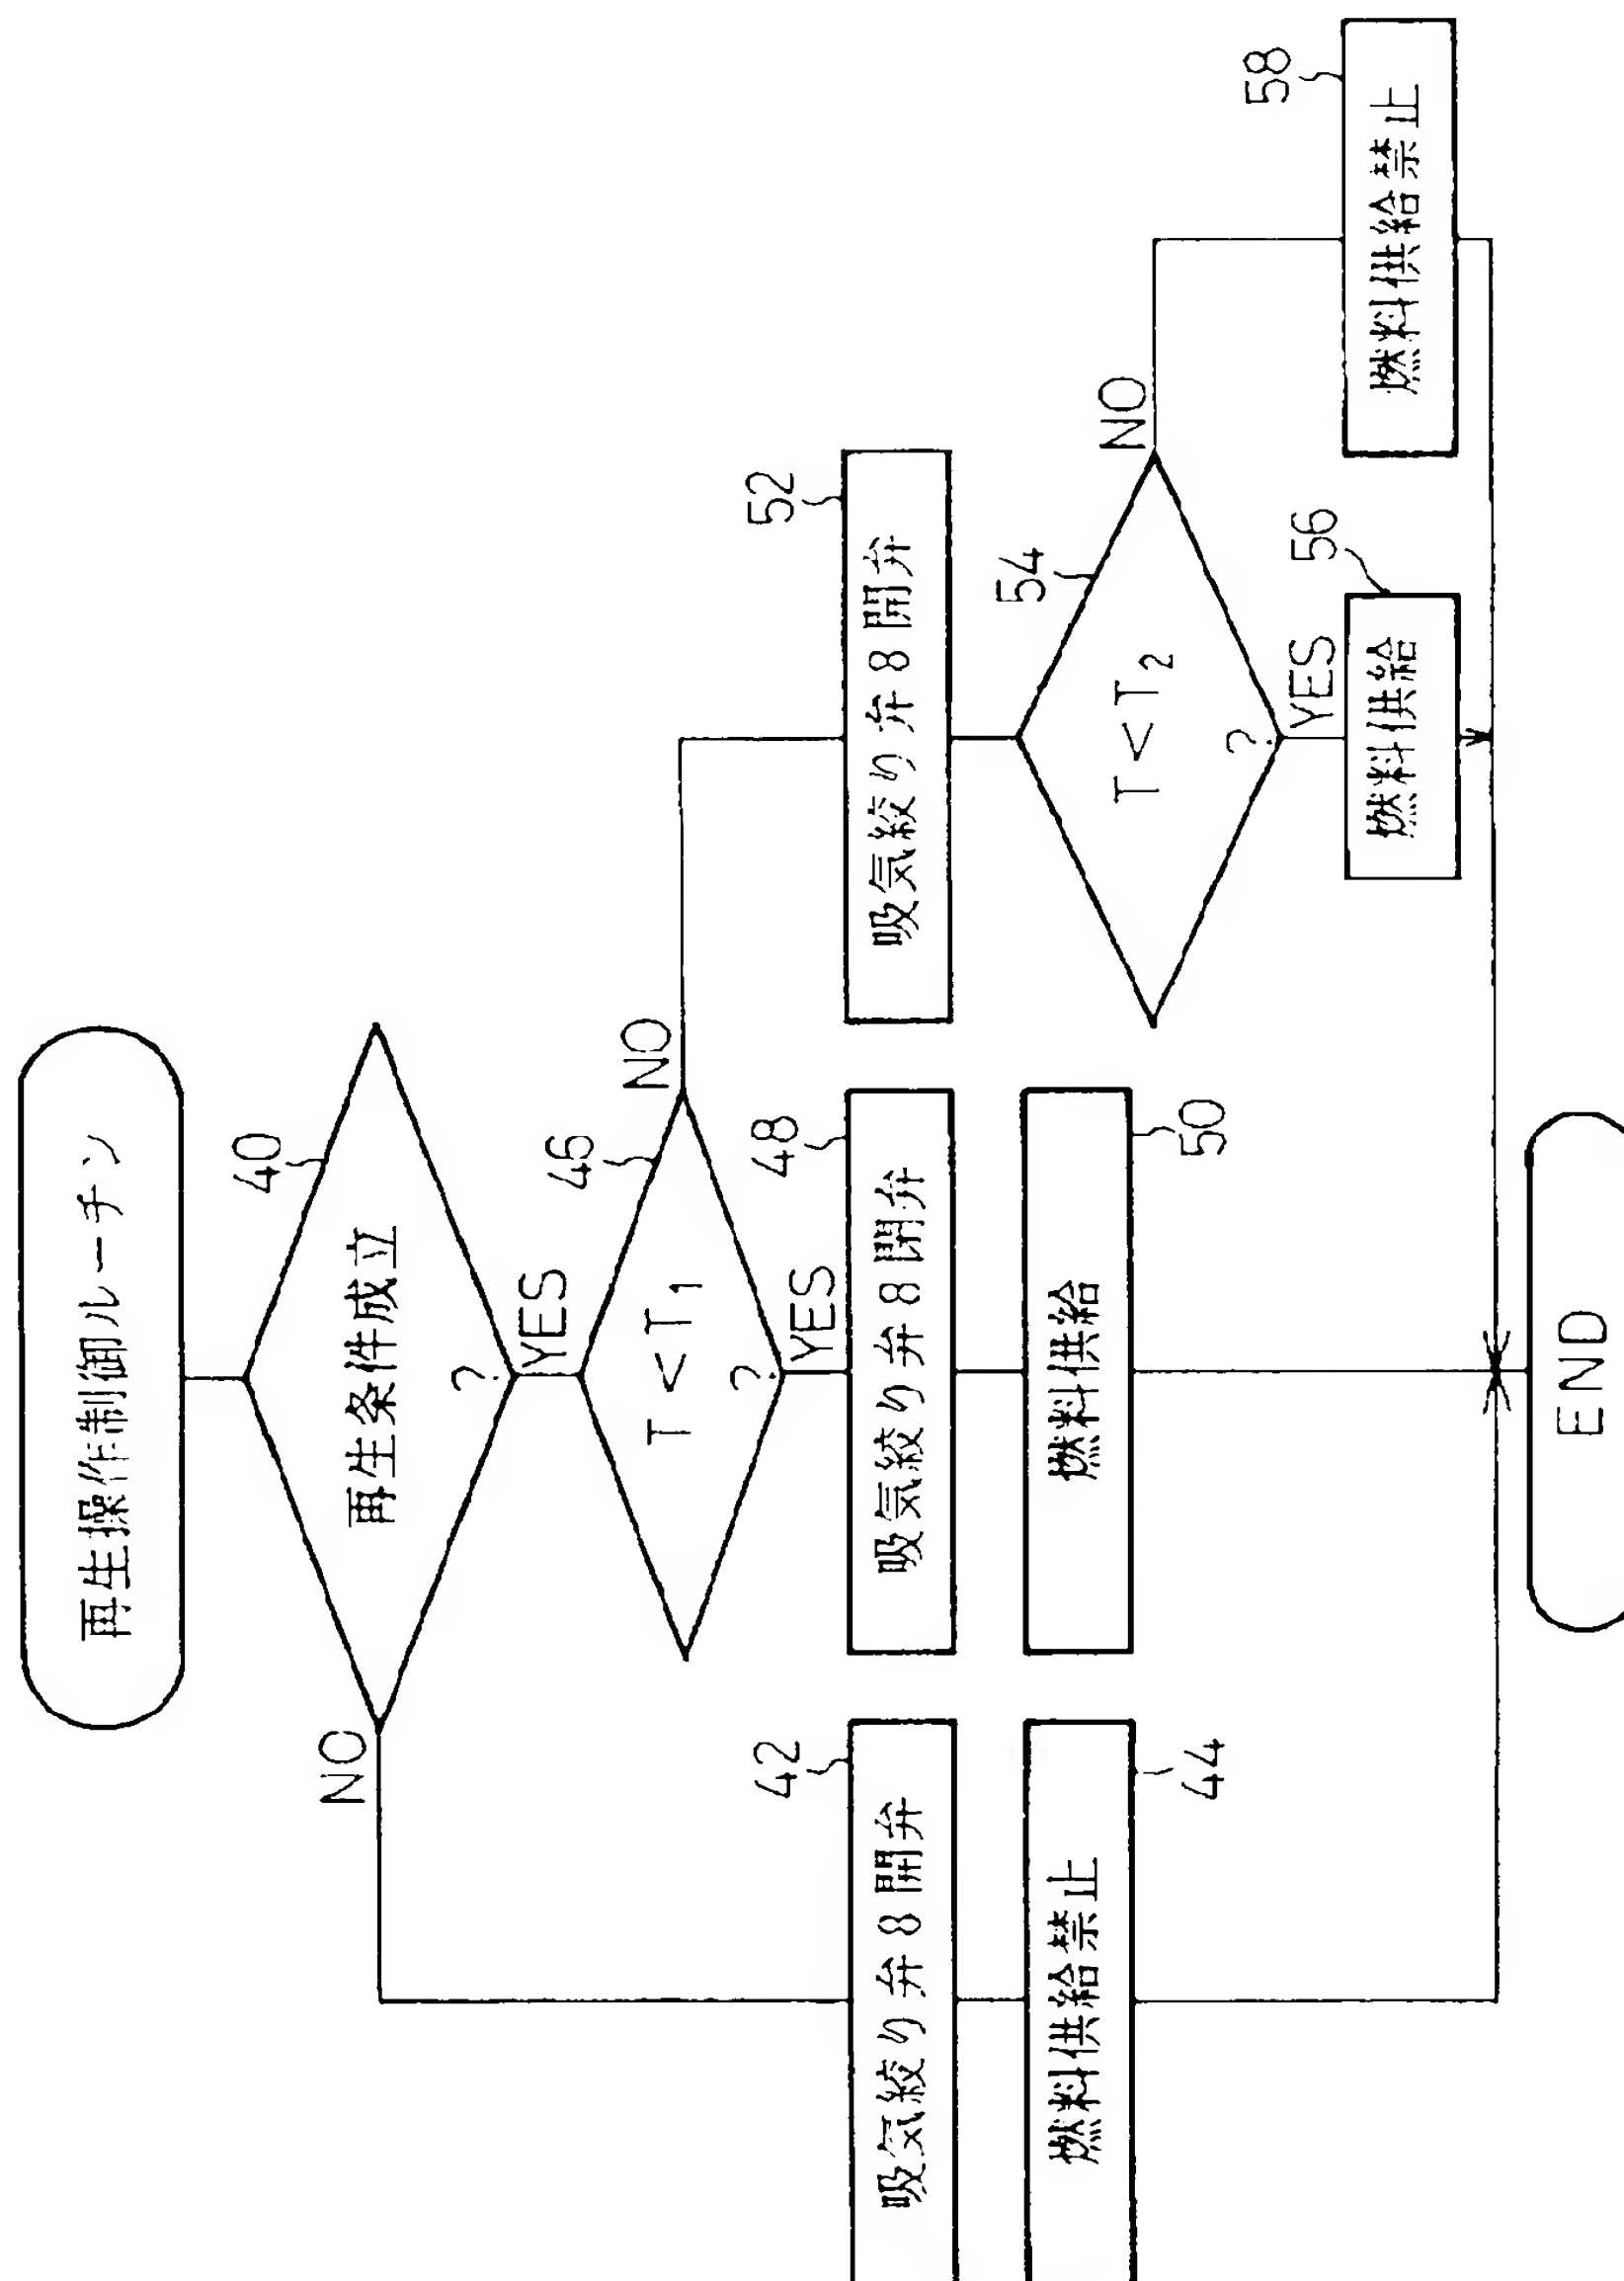 再生操作制御ルーチン
40
再生条件成立
?
NO
YES
46
T<T1
?
NO
YES
42
吸気絞り弁8開弁
48
吸気絞り弁8閉弁
52
吸気絞り弁8開弁
44
燃料供給禁止
50
燃料供給
54
T<T2
?
NO
YES
56
燃料供給
58
燃料供給禁止
END